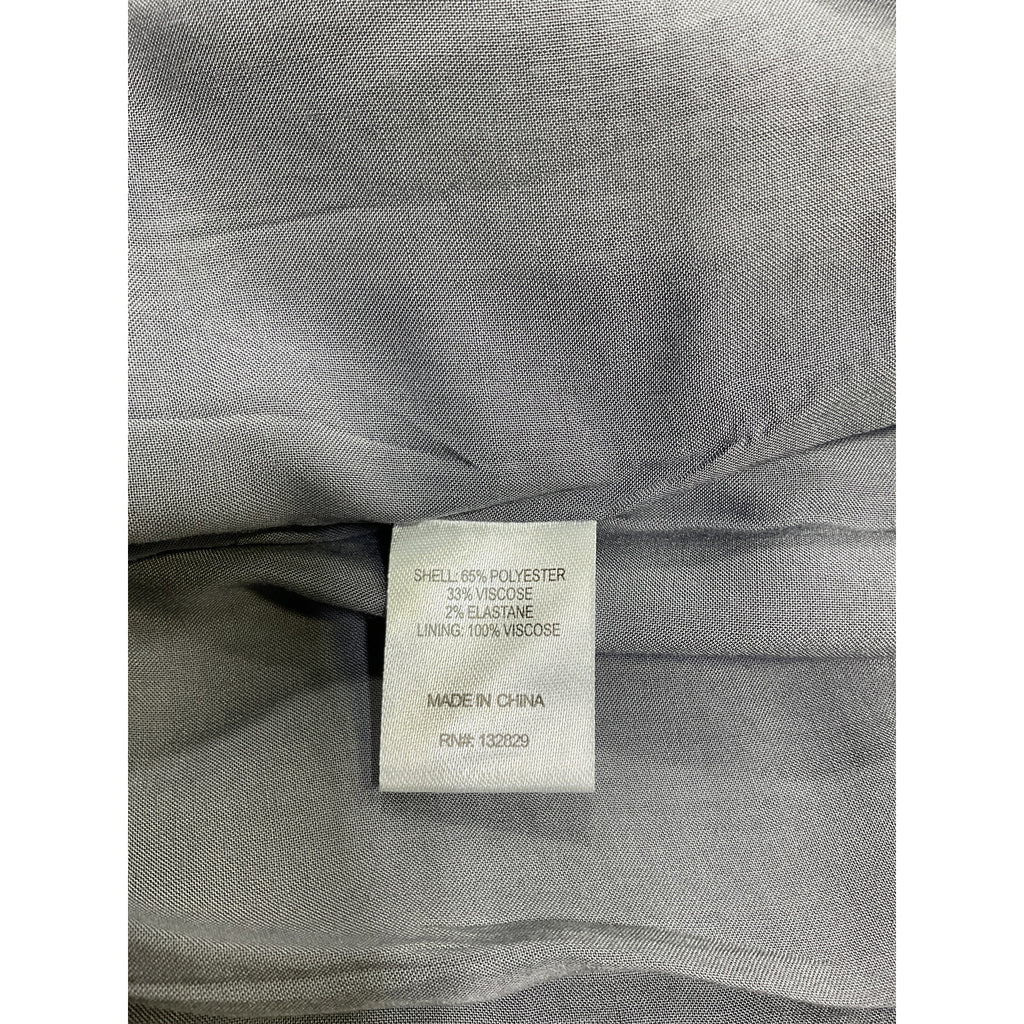 SHELL: 65% POLYESTER
33% VISCOSE
2% ELASTANE
LINING: 100% VISCOSE
MADE IN CHINA
RN#: 132829